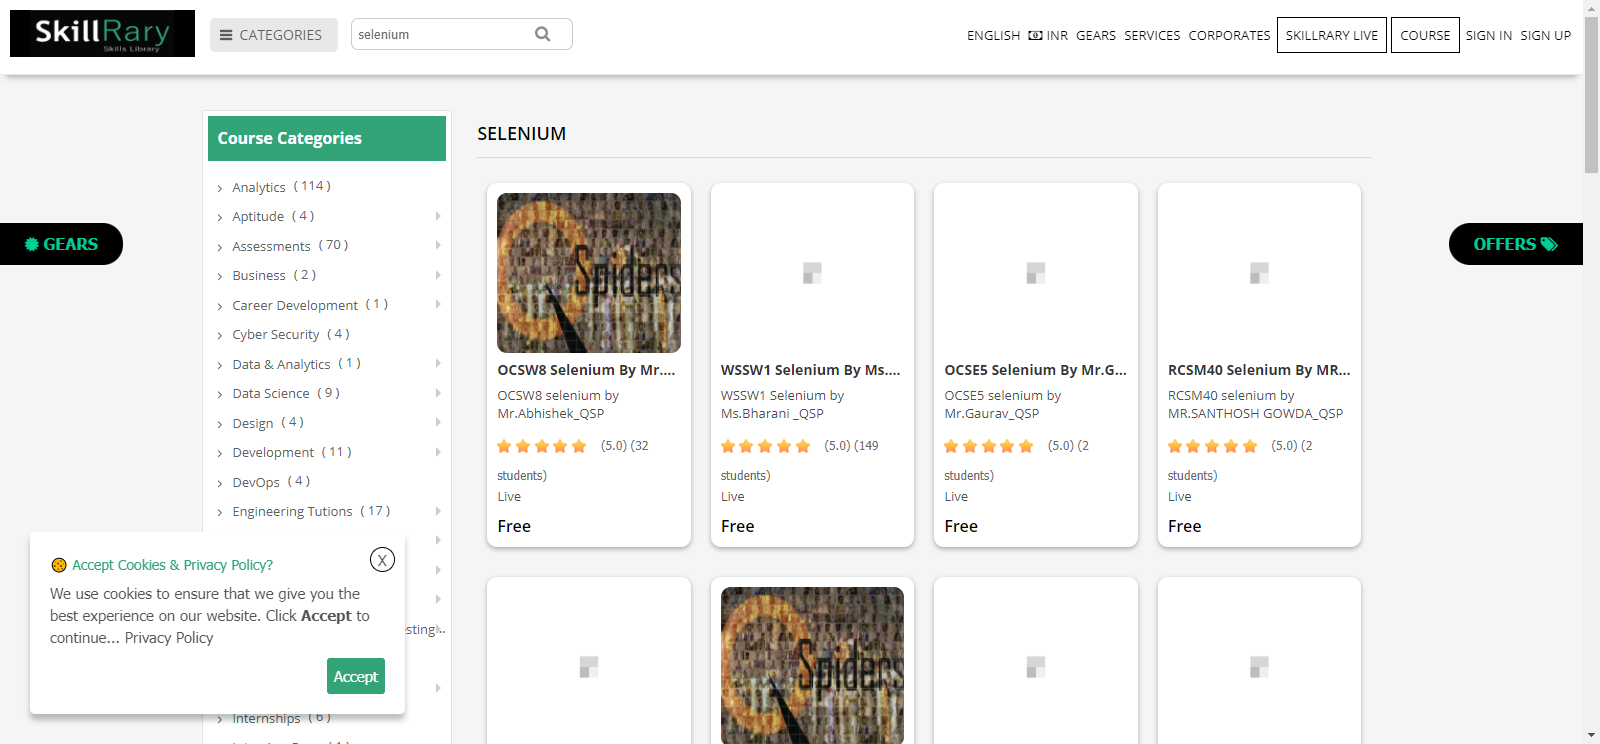 SkillRary
Skills Library
CATEGORIES
selenium
ENGLISH INR GEARS SERVICES CORPORATES SKILLRARY LIVE COURSE SIGN IN SIGN UP
Course Categories
Analytics ( 114 )
Aptitude ( 4 )
Assessments ( 70 )
Business ( 2 )
Career Development ( 1 )
Cyber Security ( 4 )
Data & Analytics ( 1 )
Data Science ( 9 )
Design ( 4 )
Development ( 11 )
DevOps ( 4 )
Engineering Tutions ( 17 )
esting..
Internships ( 6 )
GEARS
OFFERS
SELENIUM
Spiders
OCSW8 Selenium By Mr....
OCSW8 selenium by
Mr.Abhishek_QSP
(5.0) (32
students)
Live
Free
WSSW1 Selenium By Ms....
WSSW1 Selenium by
Ms.Bharani _QSP
(5.0) (149
students)
Live
Free
OCSE5 Selenium By Mr.G...
OCSE5 selenium by
Mr.Gaurav_QSP
(5.0) (2
students)
Live
Free
RCSM40 Selenium By MR...
RCSM40 selenium by
MR.SANTHOSH GOWDA_QSP
(5.0) (2
students)
Live
Free
Spiders
Accept Cookies & Privacy Policy?
X
We use cookies to ensure that we give you the
best experience on our website. Click Accept to
continue... Privacy Policy
Accept